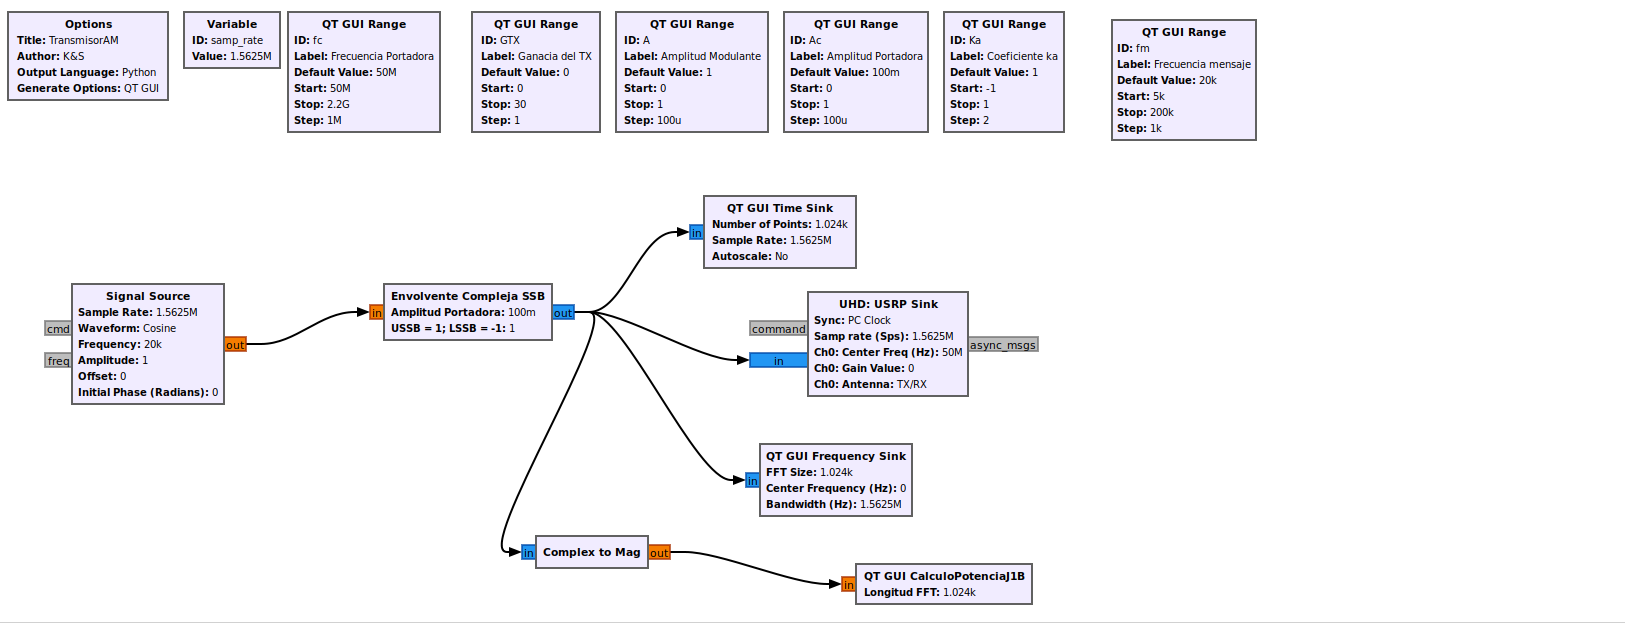 Options
Title: TransmisorAM
Author: K&S
Output Language: Python
Generate Options: QT GUI
Variable
ID: samp_rate
Value: 1.5625M
QT GUI Range
ID: fc
Label: Frecuencia Portadora
Default Value: 50M
Start: 50M
Stop: 2.2G
Step: 1M
QT GUI Range
ID: GTX
Label: Ganacia del TX
Default Value: 0
Start: 0
Stop: 30
Step: 1
QT GUI Range
ID: A
Label: Amplitud Modulante
Default Value: 1
Start: 0
Stop: 1
Step: 100u
QT GUI Range
ID: Ac
Label: Amplitud Portadora
Default Value: 100m
Start: 0
Stop: 1
Step: 100u
QT GUI Range
ID: Ka
Label: Coeficiente ka
Default Value: 1
Start: -1
Stop: 1
Step: 2
QT GUI Range
ID: fm
Label: Frecuencia mensaje
Default Value: 20k
Start: 5k
Stop: 200k
Step: 1k
cmd
freq
Signal Source
Sample Rate: 1.5625M
Waveform: Cosine
Frequency: 20k
Amplitude: 1
Offset: 0
Initial Phase (Radians): 0
out
in
Envolvente Compleja SSB
Amplitud Portadora: 100m
USSB = 1; LSSB = -1: 1
out
in
QT GUI Time Sink
Number of Points: 1.024k
Sample Rate: 1.5625M
Autoscale: No
command
in
UHD: USRP Sink
Sync: PC Clock
Samp rate (Sps): 1.5625M
Ch0: Center Freq (Hz): 50M
Ch0: Gain Value: 0
Ch0: Antenna: TX/RX
async_msgs
in
QT GUI Frequency Sink
FFT Size: 1.024k
Center Frequency (Hz): 0
Bandwidth (Hz): 1.5625M
in
Complex to Mag
out
in
QT GUI CalculoPotenciaJ1B
Longitud FFT: 1.024k